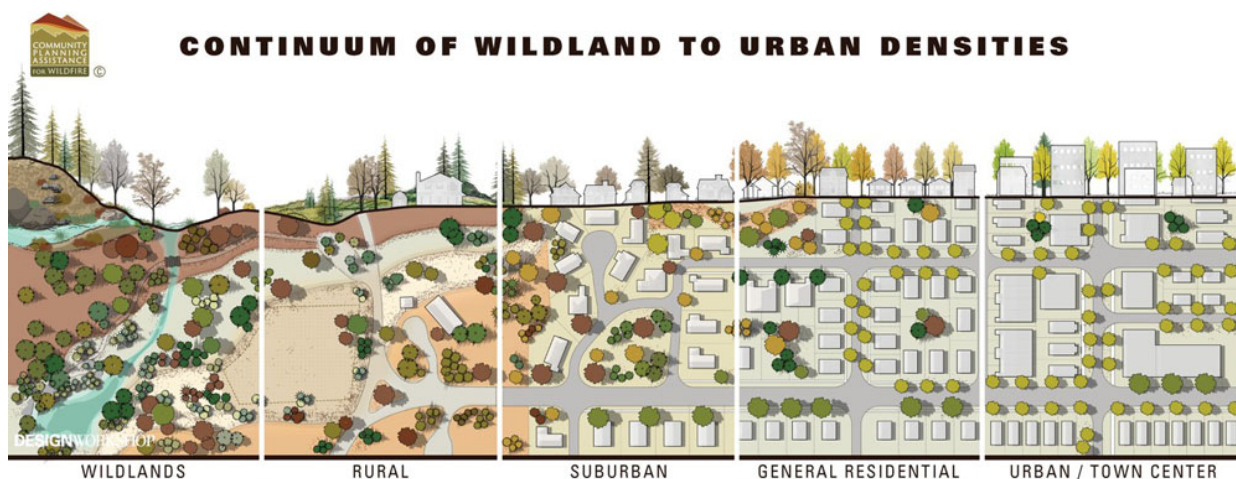 COMMUNITY
PLANNING
ASSISTANCE
FOR WILDFIRE
©
CONTINUUM OF WILDLAND TO URBAN DENSITIES
DESIGNWORKSHOP
WILDLANDS
RURAL
SUBURBAN
GENERAL RESIDENTIAL
URBAN / TOWN CENTER